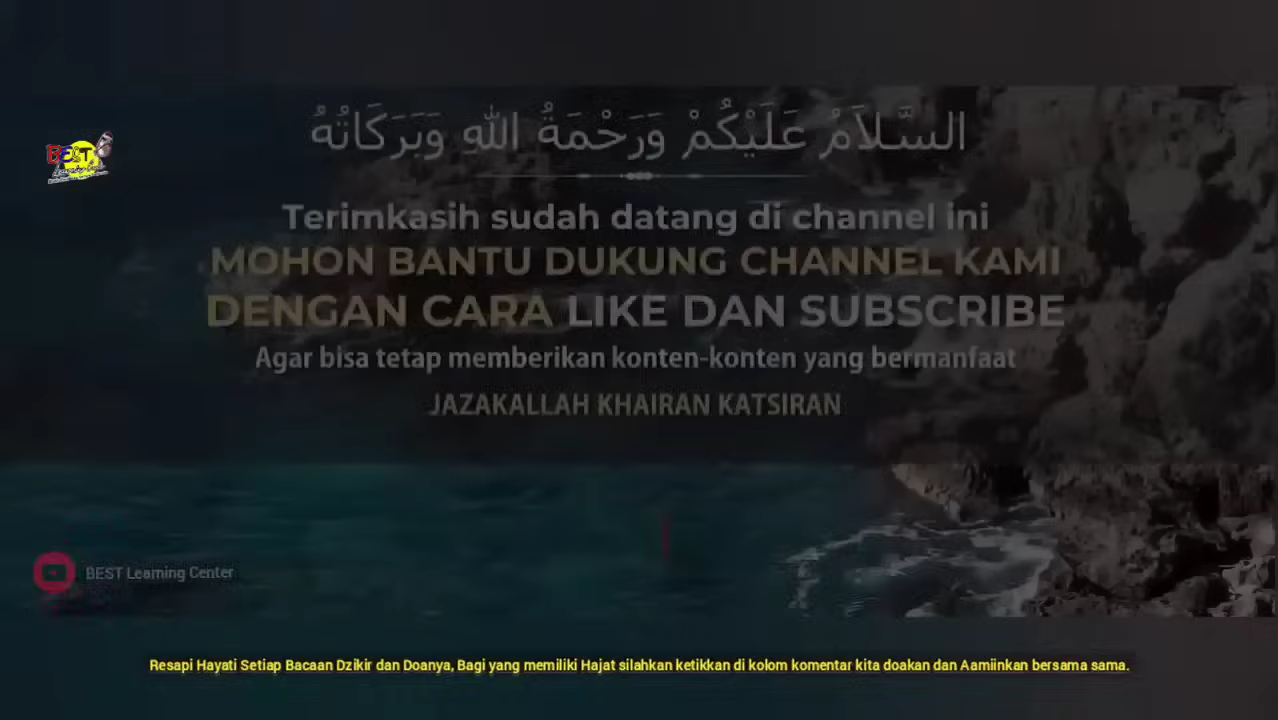 السَّلاَمُ عَلَيْكُمْ وَرَحْمَةُ اللهِ وَبَرَكَاتُهُ
BEST
Terimkasih sudah datang di channel ini
MOHON BANTU DUKUNG CHANNEL KAMI
DENGAN CARA LIKE DAN SUBSCRIBE
Agar bisa tetap memberikan konten-konten yang bermanfaat
JAZAKALLAH KHAIRAN KATSIRAN
BEST Learning Center
Resapi Hayati Setiap Bacaan Dzikir dan Doanya, Bagi yang memiliki Hajat silahkan ketikkan di kolom komentar kita doakan dan Aamiinkan bersama sama.